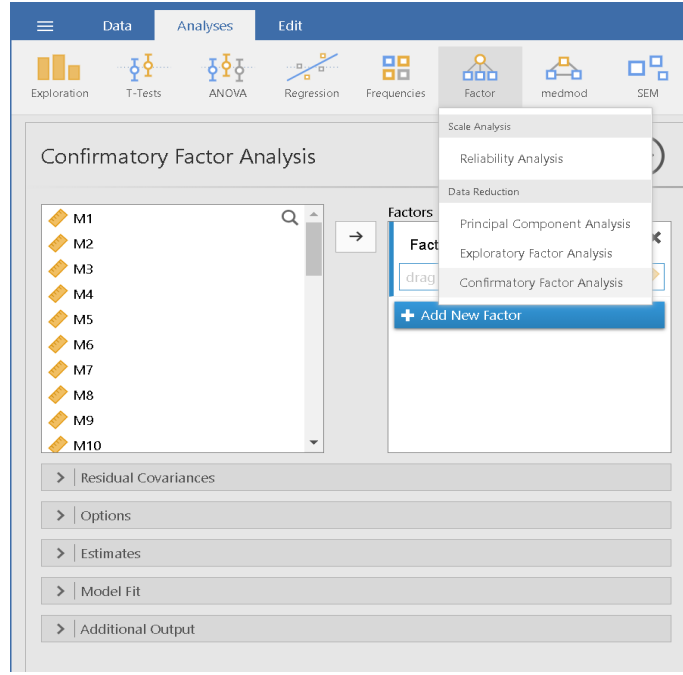 Data Analyses Edit
Exploration T-Tests ANOVA Regression Frequencies Factor medmod SEM
Scale Analysis
Reliability Analysis
Data Reduction
Principal Component Analysis
Exploratory Factor Analysis
Confirmatory Factor Analysis
Confirmatory Factor Analysis
M1
M2
M3
M4
M5
M6
M7
M8
M9
M10
Factors
Fact
drag
Add New Factor
Residual Covariances
Options
Estimates
Model Fit
Additional Output